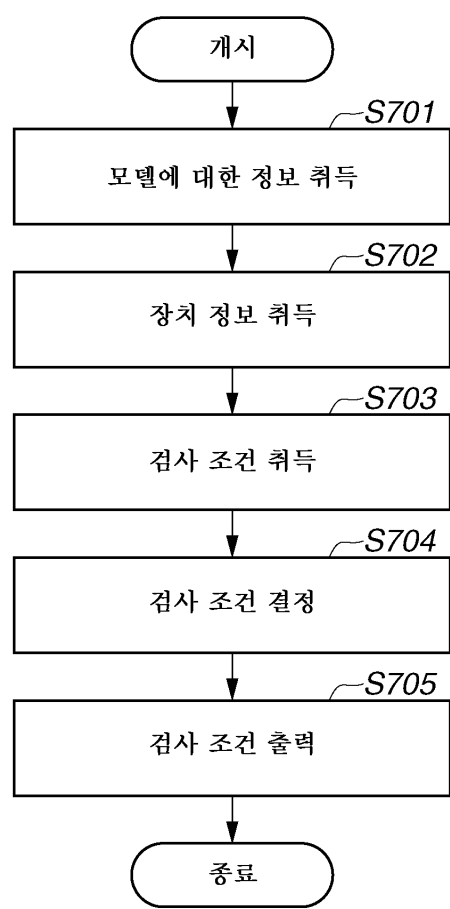 개시
S701
모델에 대한 정보 취득
S702
장치 정보 취득
S703
검사 조건 취득
S704
검사 조건 결정
S705
검사 조건 출력
종료